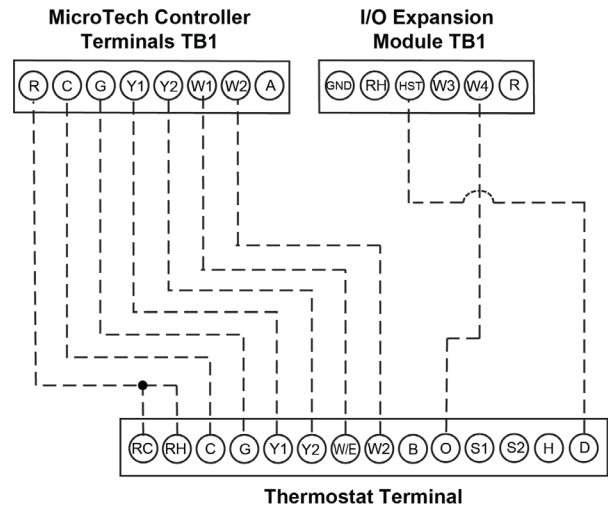 MicroTech Controller
Terminals TB1
I/O Expansion
Module TB1
R C G Y1 Y2 W1 W2 A
GND RH HST W3 W4 R
RC RH C G Y1 Y2 W/E W2 B O S1 S2 H D
Thermostat Terminal